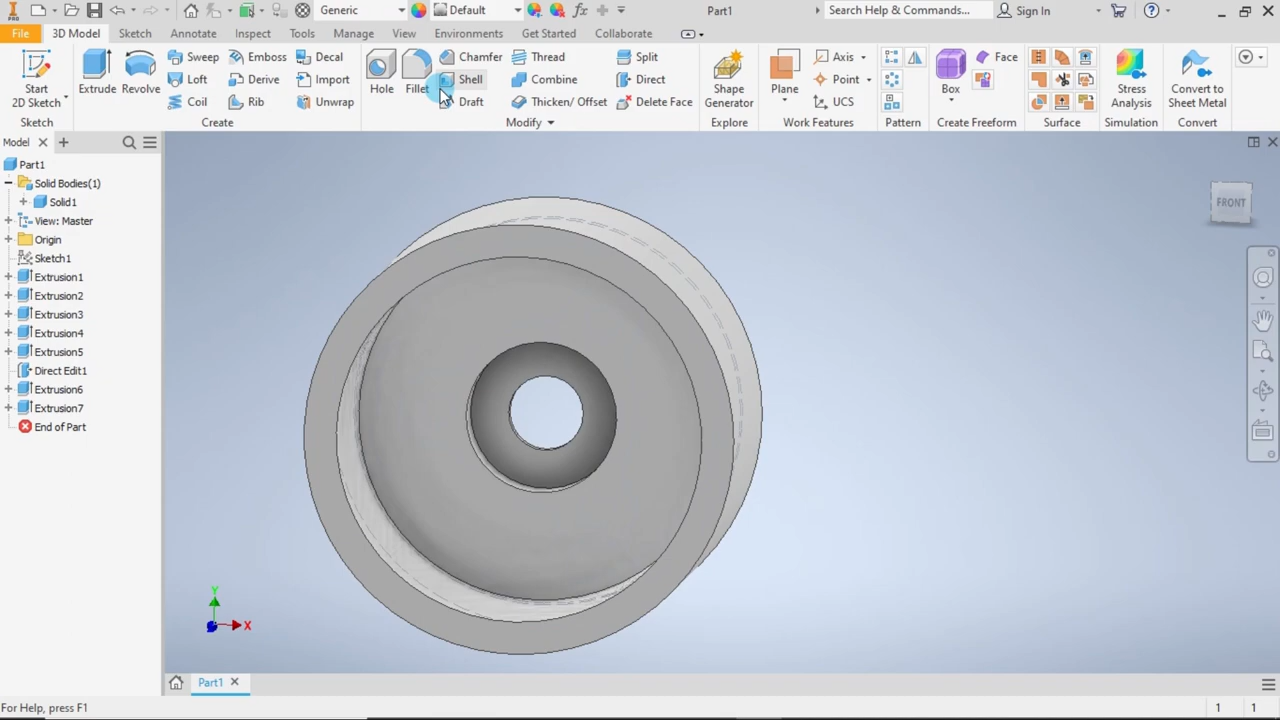 PRO
Generic
Default
Part1
Search Help & Commands...
Sign In
File
3D Model
Sketch
Annotate
Inspect
Tools
Manage
View
Environments
Get Started
Collaborate
Start
2D Sketch
Sketch
Extrude
Revolve
Sweep
Loft
Coil
Emboss
Derive
Rib
Decal
Import
Unwrap
Create
Hole
Fillet
Chamfer
Shell
Draft
Thread
Combine
Thicken/ Offset
Split
Direct
Delete Face
Modify
Shape
Generator
Explore
Plane
Axis
Point
UCS
Work Features
Pattern
Box
Face
Create Freeform
Surface
Stress
Analysis
Simulation
Convert to
Sheet Metal
Convert
Model
Part1
Solid Bodies(1)
Solid1
View: Master
Origin
Sketch1
Extrusion1
Extrusion2
Extrusion3
Extrusion4
Extrusion5
Direct Edit1
Extrusion6
Extrusion7
End of Part
FRONT
Y
X
Part1
For Help, press F1
1
1